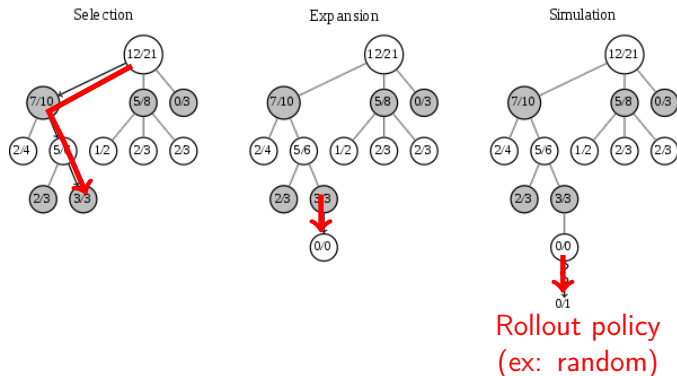 Selection Expansion Simulation
12/21 12/21 12/21
7/10 5/8 0/3 7/10 5/8 0/3 7/10 5/8 0/3
2/4 5/6 1/2 2/3 2/3 2/4 5/6 1/2 2/3 2/3 2/4 5/6 1/2 2/3 2/3
2/3 3/3 2/3 3/3 2/3 3/3
0/0 0/0
0/1
Rollout policy
(ex: random)